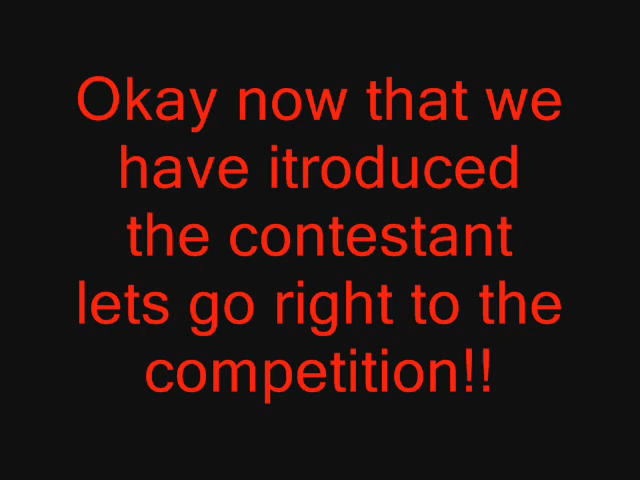 Okay now that we
have itroduced
the contestant
lets go right to the
competition!!